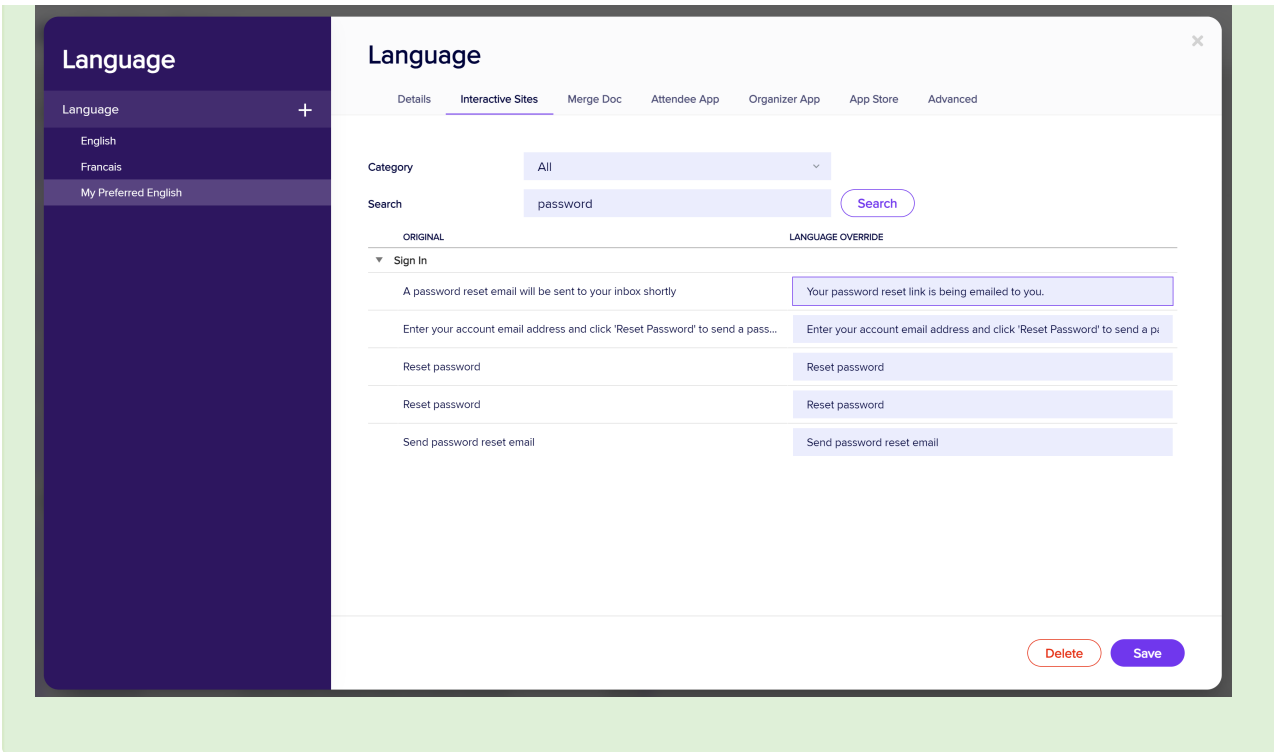 Language
Language +
English
Francais
My Preferred English
Language
×
Details Interactive Sites Merge Doc Attendee App Organizer App App Store Advanced
Category All
Search password Search
ORIGINAL LANGUAGE OVERRIDE
Sign In
A password reset email will be sent to your inbox shortly Your password reset link is being emailed to you.
Enter your account email address and click 'Reset Password' to send a pass... Enter your account email address and click 'Reset Password' to send a
Reset password Reset password
Reset password Reset password
Send password reset email Send password reset email
Delete Save